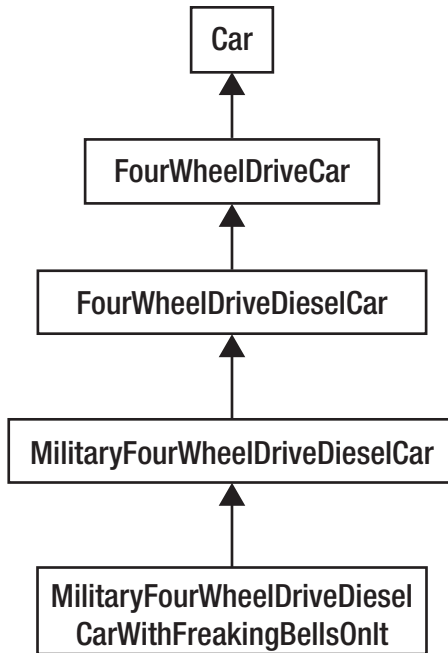 Car
FourWheelDriveCar
FourWheelDriveDieselCar
MilitaryFourWheelDriveDieselCar
MilitaryFourWheelDriveDiesel
CarWithFreakingBellsOnIt